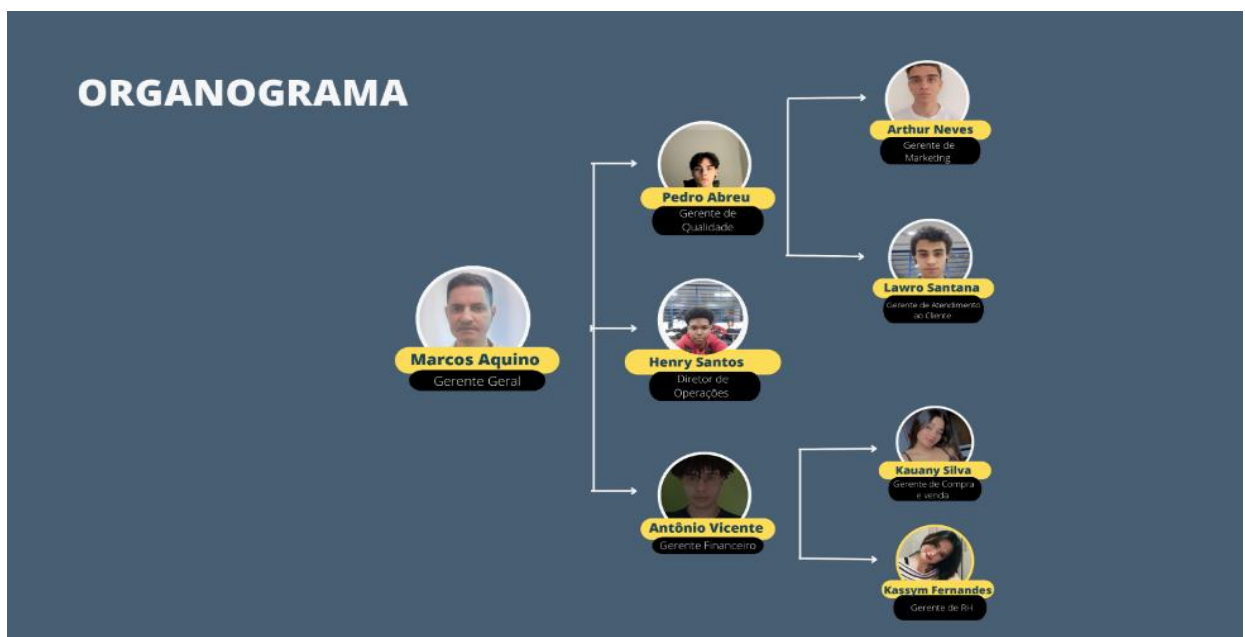 ORGANOGRAMA
Arthur Neves
Gerente de
Marketing
Pedro Abreu
Gerente de
Qualidade
Lawro Santana
Gerente de Atendimento
ao Cliente
Marcos Aquino
Gerente Geral
Henry Santos
Diretor de
Operações
Kauany Silva
Gerente de Compra
e venda
Antônio Vicente
Gerente Financeiro
Kassym Fernandes
Gerente de RH